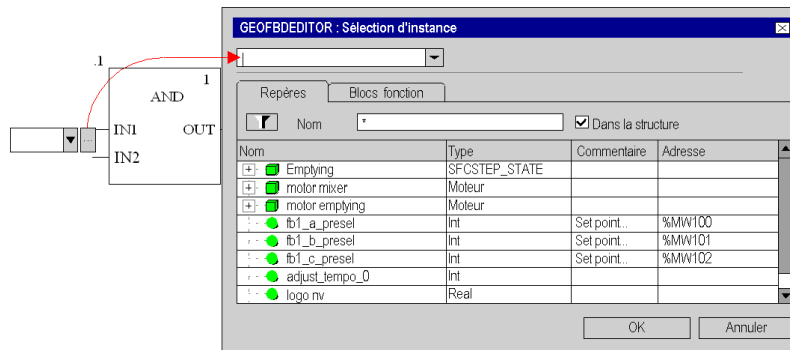 GEOFBDEDITOR : Sélection d'instance
.1
1
AND
IN1 OUT
IN2
...
Repères Blocs fonction
Nom * Dans la structure
Nom Type Commentaire Adresse
Emptying SFCSTEP_STATE
motor mixer Moteur
motor emptying Moteur
fb1_a_presel Int Set point... %MW100
fb1_b_presel Int Set point... %MW101
fb1_c_presel Int Set point... %MW102
adjust_tempo_0 Int
logo nv Real
OK Annuler